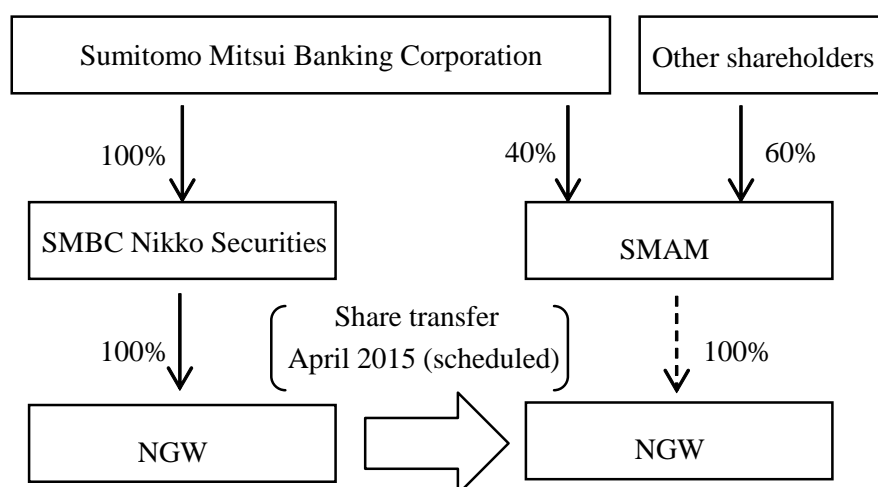 Sumitomo Mitsui Banking Corporation
Other shareholders
100%
40%
60%
SMBC Nikko Securities
SMAM
Share transfer
April 2015 (scheduled)
100%
100%
NGW
NGW